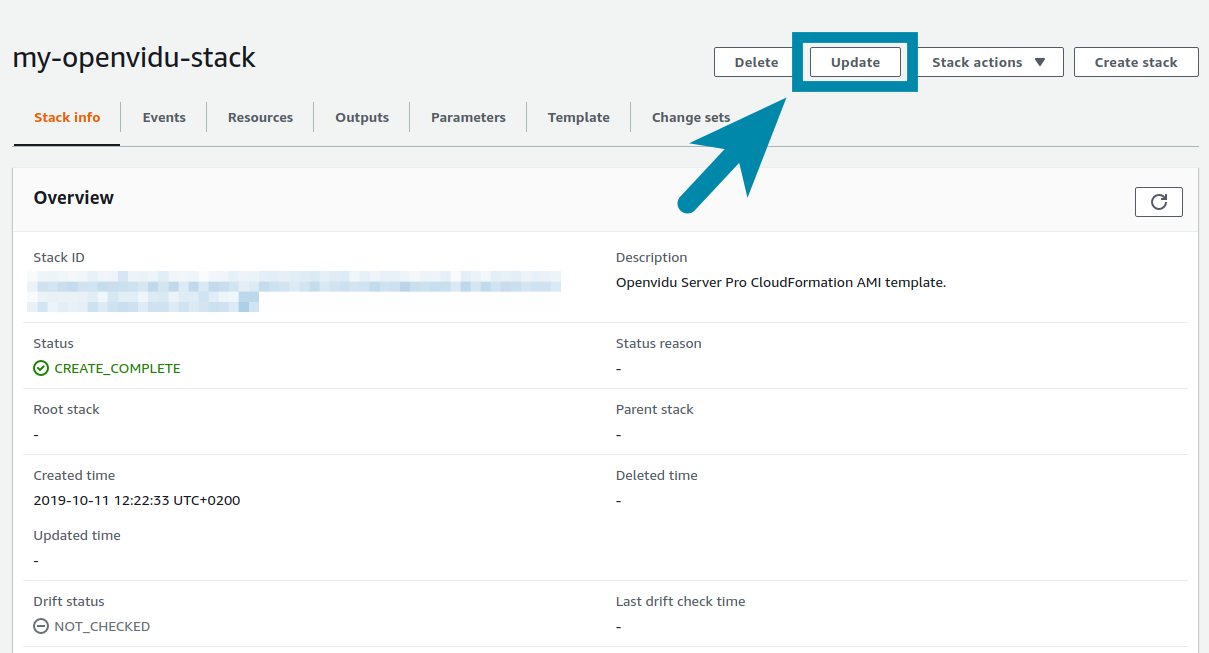 my-openvidu-stack
Delete Update Stack actions Create stack
Stack info Events Resources Outputs Parameters Template Change sets
Overview
Stack ID
Description
Openvidu Server Pro CloudFormation AMI template.
Status
CREATE_COMPLETE
Status reason
-
Root stack
-
Parent stack
-
Created time
2019-10-11 12:22:33 UTC+0200
Deleted time
-
Updated time
-
Drift status
NOT_CHECKED
Last drift check time
-